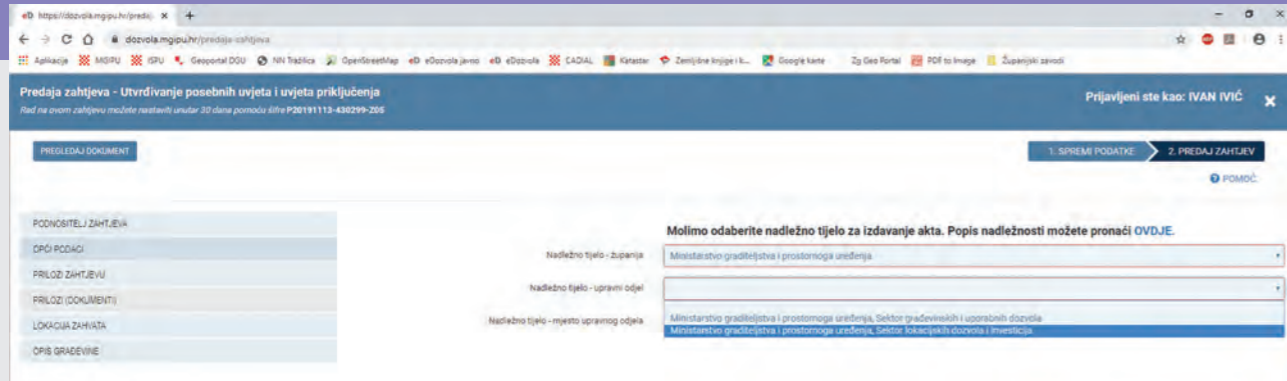 eD https://dozvola.mgipu.hr/predaj
dozvola.mgipu.hr/predaja-zahtjeva
Aplikacije MGIPU ISPU Geoportal DGU NN Tražilica OpenStreetMap eD eDozvola javno eD eDozvola CADIAL Katastar Zemljišne knjige i k... Google karte Zg Geo Portal PDF to Image Županijski zavodi
Predaja zahtjeva - Utvrđivanje posebnih uvjeta i uvjeta priključenja
Prijavljeni ste kao: IVAN IVIĆ
Rad na ovom zahtjevu možete nastaviti unutar 30 dana pomoću šifre P20191113-430299-Z05
PREGLEDAJ DOKUMENT
1. SPREMI PODATKE
2. PREDAJ ZAHTJEV
POMOĆ
PODNOSITELJ ZAHTJEVA
OPĆI PODACI
PRILOZI ZAHTJEVU
PRILOZI (DOKUMENTI)
LOKACIJA ZAHVATA
OPIS GRAĐEVINE
Molimo odaberite nadležno tijelo za izdavanje akta. Popis nadležnosti možete pronaći OVDJE.
Nadležno tijelo - županija
Ministarstvo graditeljstva i prostornoga uređenja
Nadležno tijelo - upravni odjel
Nadležno tijelo - mjesto upravnog odjela
Ministarstvo graditeljstva i prostornoga uređenja, Sektor građevinskih i uporabnih dozvola
Ministarstvo graditeljstva i prostornoga uređenja, Sektor lokacijskih dozvola i investicija